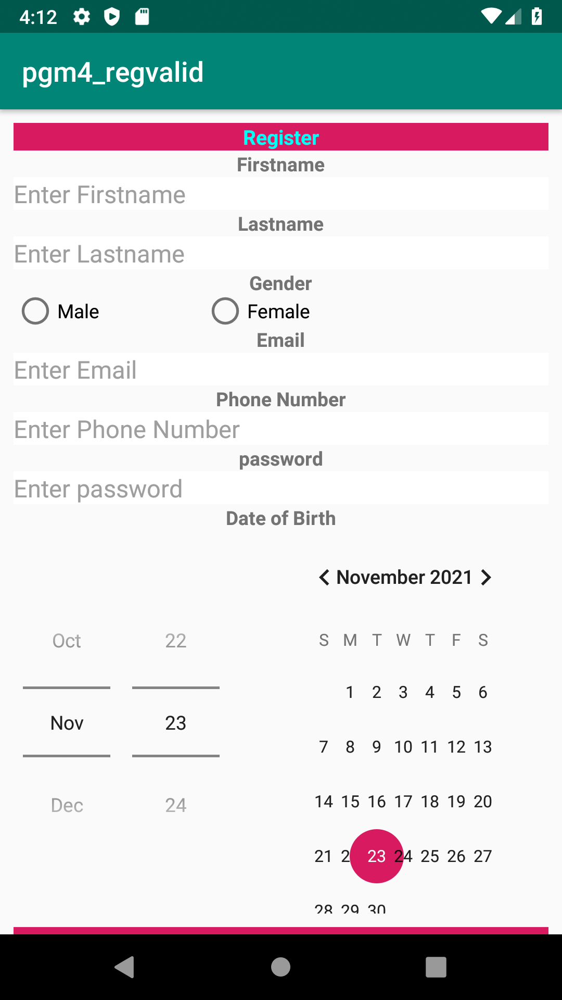 4:12
pgm4_regvalid
Register
Firstname
Enter Firstname
Lastname
Enter Lastname
Gender
Male Female
Email
Enter Email
Phone Number
Enter Phone Number
password
Enter password
Date of Birth
November 2021
Oct 22 S M T W T F S
1 2 3 4 5 6
Nov 23
7 8 9 10 11 12 13
Dec 24 14 15 16 17 18 19 20
21 2 23 24 25 26 27
28 29 30